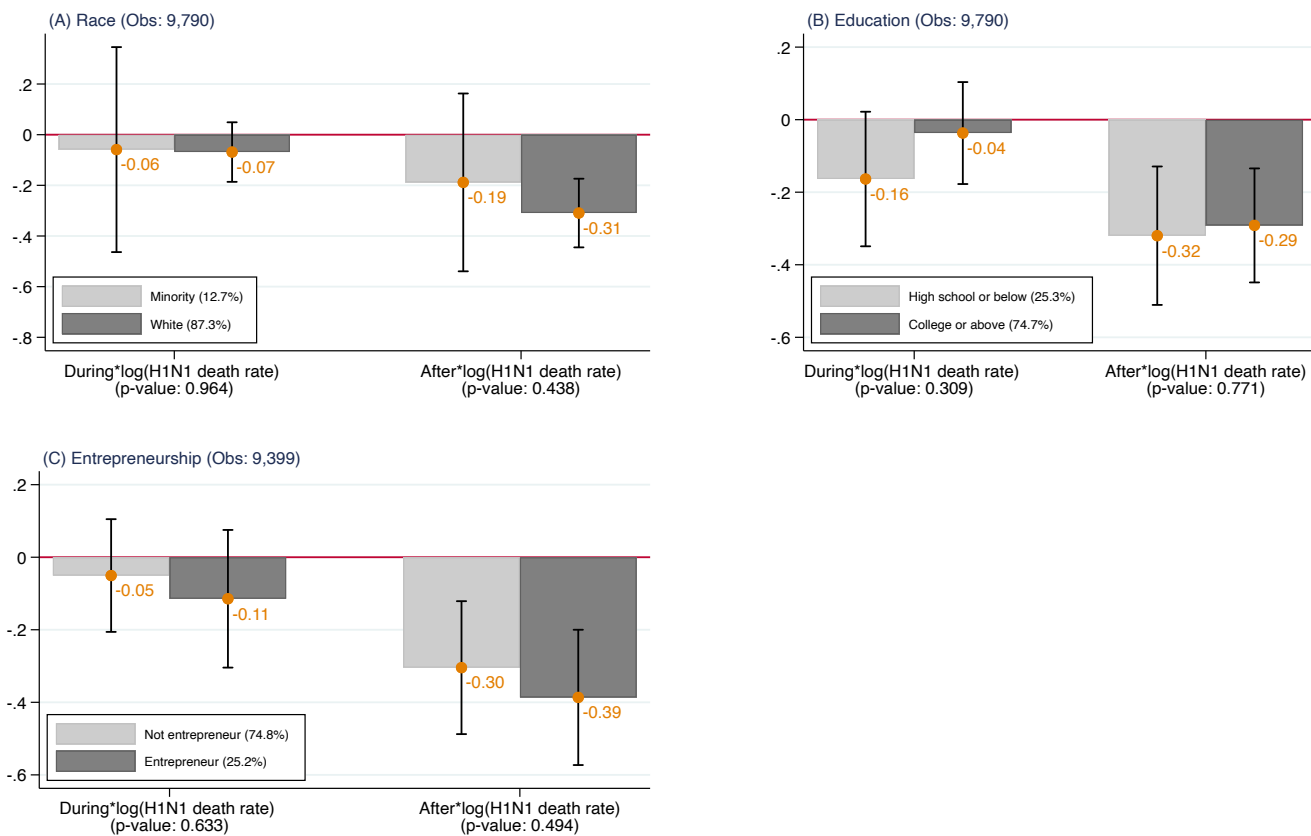 (A) Race (Obs: 9,790)
.2
0
-.2
-.4
-.6
-.8
-0.06
-0.07
-0.19
-0.31
Minority (12.7%)
White (87.3%)
During*log(H1N1 death rate)
(p-value: 0.964)
After*log(H1N1 death rate)
(p-value: 0.438)
(B) Education (Obs: 9,790)
.2
0
-.2
-.4
-.6
-0.16
-0.04
-0.32
-0.29
High school or below (25.3%)
College or above (74.7%)
During*log(H1N1 death rate)
(p-value: 0.309)
After*log(H1N1 death rate)
(p-value: 0.771)
(C) Entrepreneurship (Obs: 9,399)
.2
0
-.2
-.4
-.6
-0.05
-0.11
-0.30
-0.39
Not entrepreneur (74.8%)
Entrepreneur (25.2%)
During*log(H1N1 death rate)
(p-value: 0.633)
After*log(H1N1 death rate)
(p-value: 0.494)